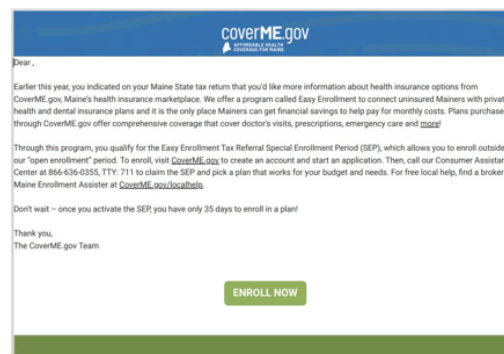 coverME.gov
AFFORDABLE HEALTH
COVERAGE FOR MAINE
Dear ,
Earlier this year, you indicated on your Maine State tax return that you'd like more information about health insurance options from
CoverME.gov, Maine's health insurance marketplace. We offer a program called Easy Enrollment to connect uninsured Mainers with privat
health and dental insurance plans and it is the only place Mainers can get financial savings to help pay for monthly costs. Plans purchase
through CoverME.gov offer comprehensive coverage that cover doctor's visits, prescriptions, emergency care and more!
Through this program, you qualify for the Easy Enrollment Tax Referral Special Enrollment Period (SEP), which allows you to enroll outside
our "open enrollment" period. To enroll, visit CoverME.gov to create an account and start an application. Then, call our Consumer Assistan
Center at 866-636-0355, TTY: 711 to claim the SEP and pick a plan that works for your budget and needs. For free local help, find a broker
Maine Enrollment Assister at CoverME.gov/localhelp.
Don't wait – once you activate the SEP, you have only 35 days to enroll in a plan!
Thank you,
The CoverME.gov Team
ENROLL NOW